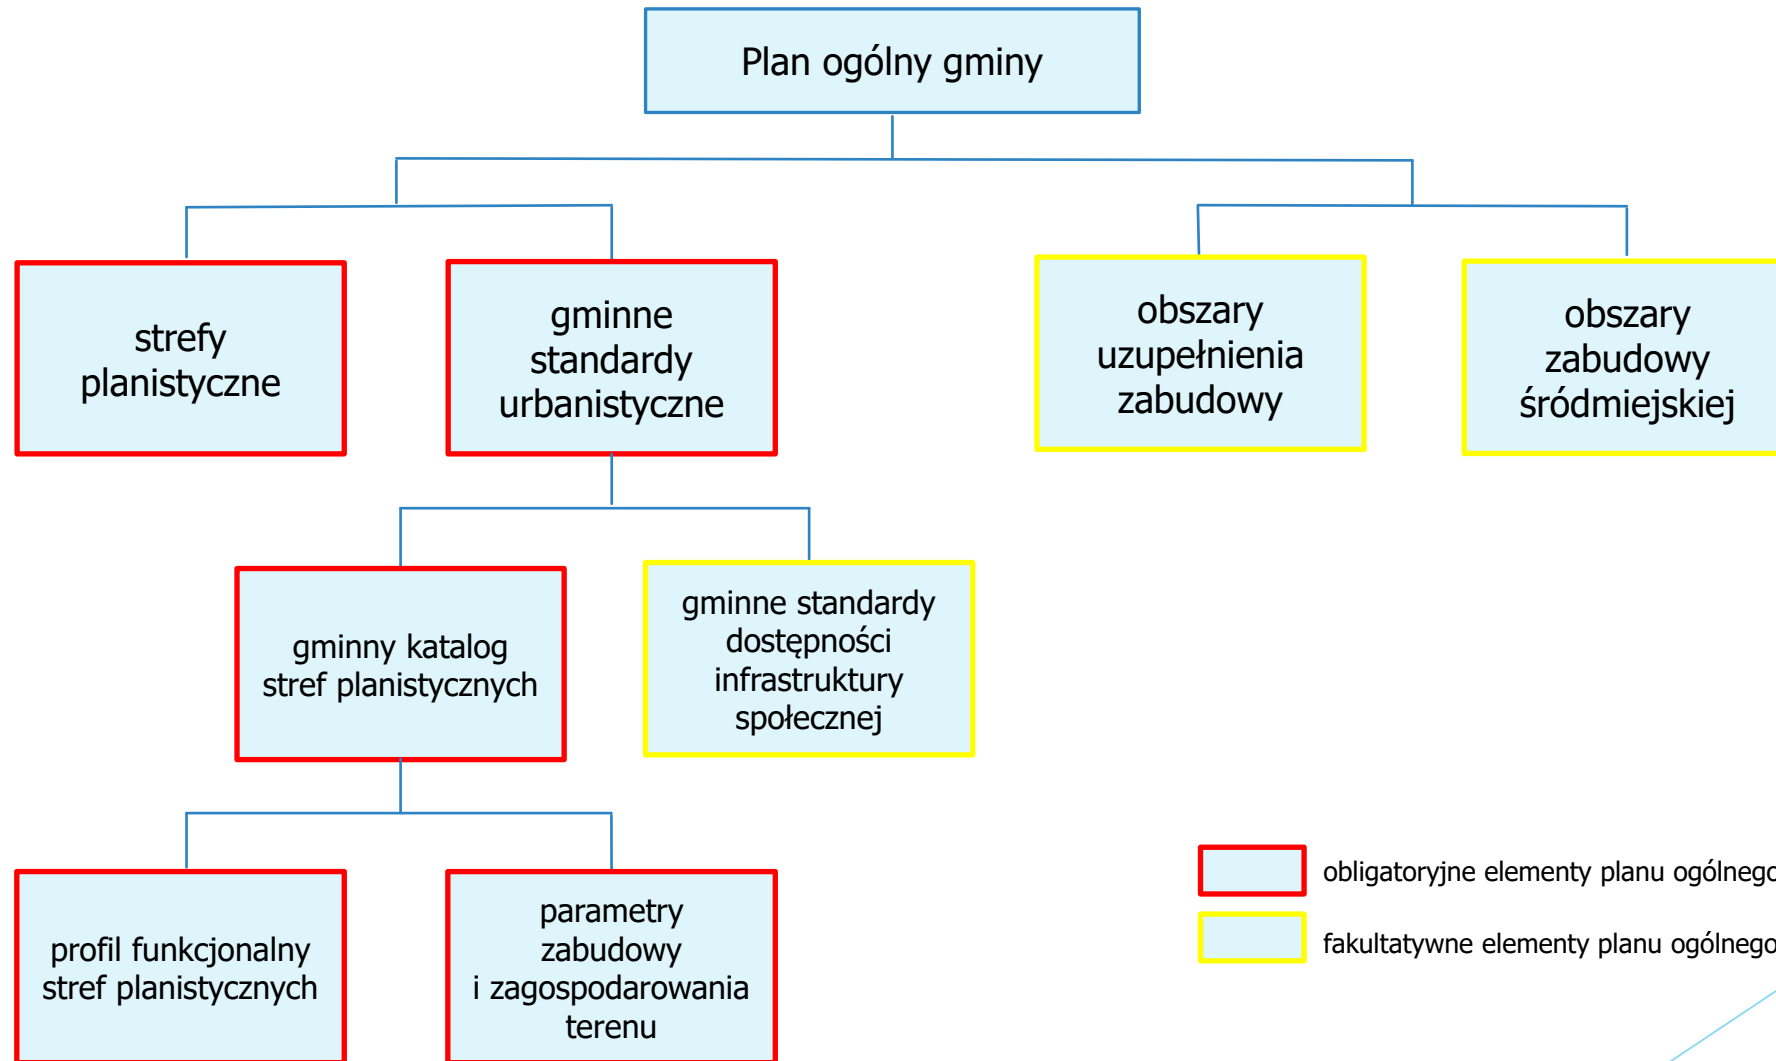 Plan ogólny gminy
strefy
planistyczne
gminne
standardy
urbanistyczne
obszary
uzupełnienia
zabudowy
obszary
zabudowy
śródmiejskiej
gminny katalog
stref planistycznych
gminne standardy
dostępności
infrastruktury
społecznej
profil funkcjonalny
stref planistycznych
parametry
zabudowy
i zagospodarowania
terenu
obligatoryjne elementy planu ogólnego
fakultatywne elementy planu ogólnego